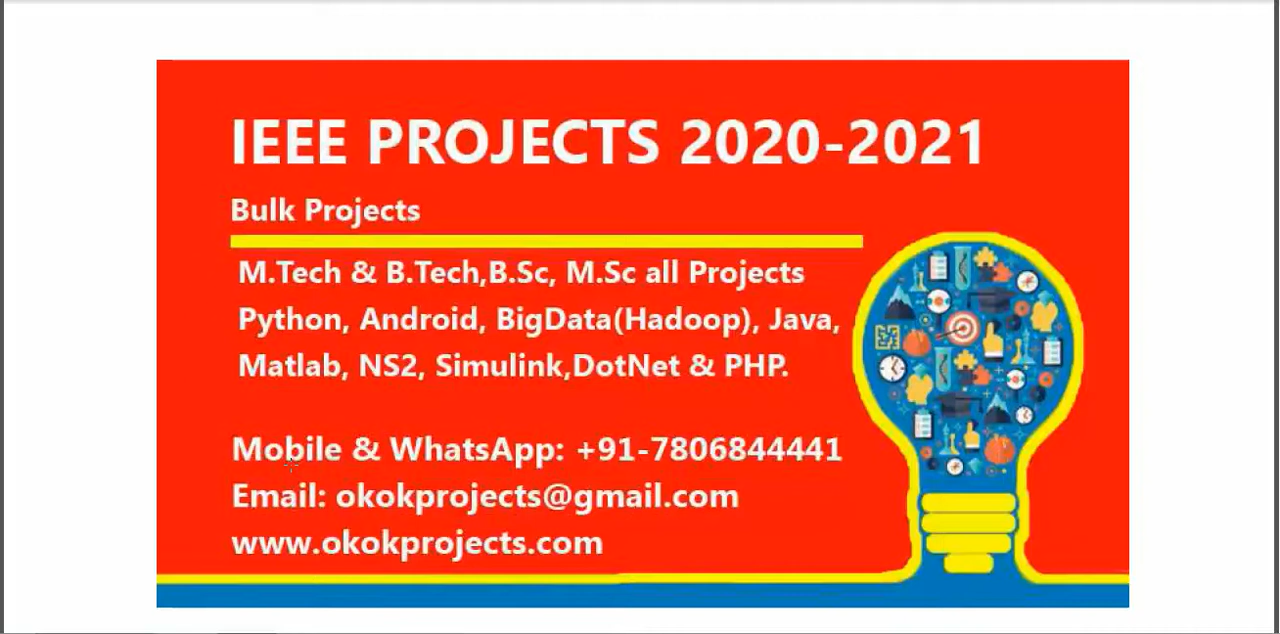 IEEE PROJECTS 2020-2021
Bulk Projects
M.Tech & B.Tech,B.Sc, M.Sc all Projects
Python, Android, BigData(Hadoop), Java,
Matlab, NS2, Simulink,DotNet & PHP.
Mobile & WhatsApp: +91-7806844441
Email: okokprojects@gmail.com
www.okokprojects.com